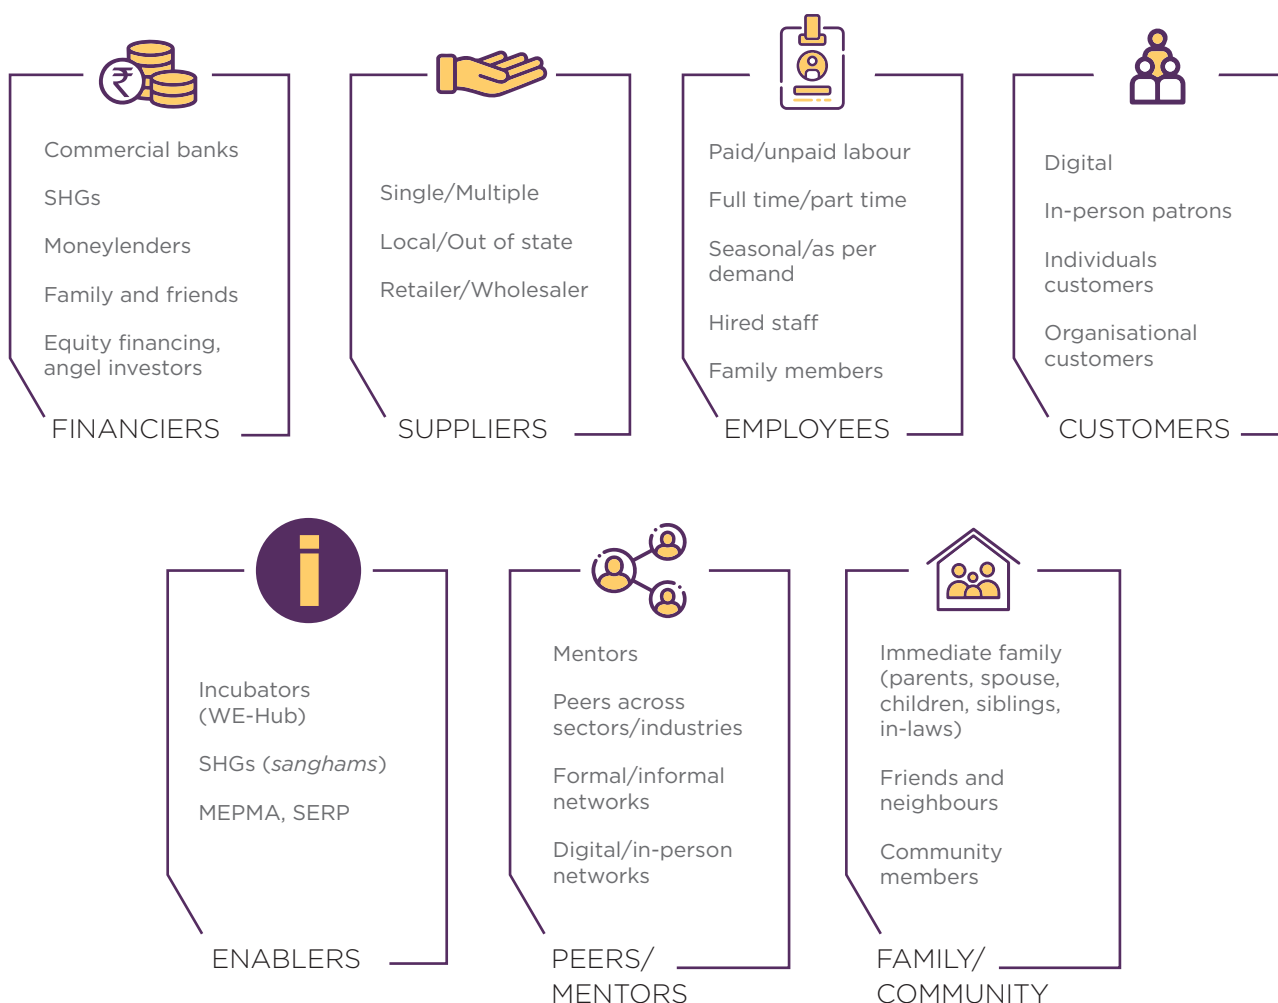 ₹
Commercial banks
SHGs
Moneylenders
Family and friends
Equity financing,
angel investors
FINANCIERS
Single/Multiple
Local/Out of state
Retailer/Wholesaler
SUPPLIERS
Paid/unpaid labour
Full time/part time
Seasonal/as per
demand
Hired staff
Family members
EMPLOYEES
Digital
In-person patrons
Individuals
customers
Organisational
customers
CUSTOMERS
i
Incubators
(WE-Hub)
SHGs (sanghams)
MEPMA, SERP
ENABLERS
Mentors
Peers across
sectors/industries
Formal/informal
networks
Digital/in-person
networks
PEERS/
MENTORS
Immediate family
(parents, spouse,
children, siblings,
in-laws)
Friends and
neighbours
Community
members
FAMILY/
COMMUNITY